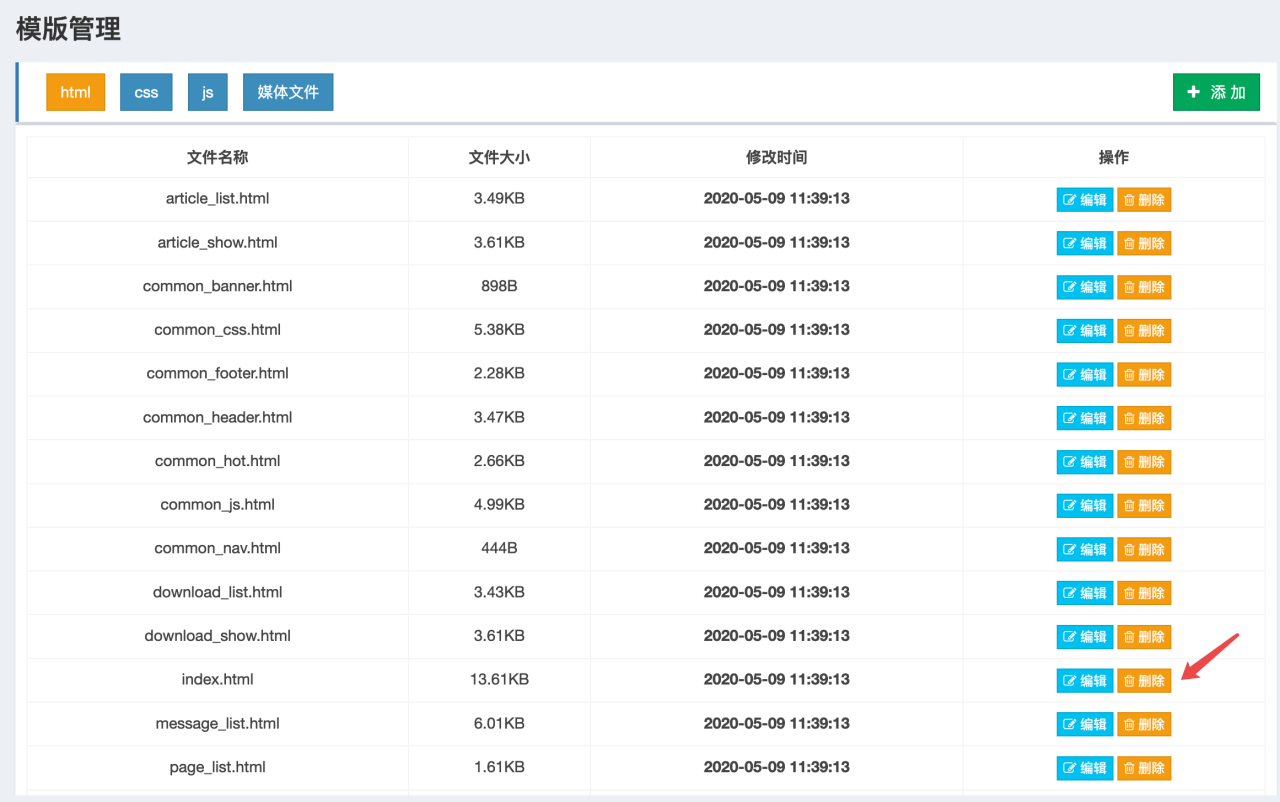 模版管理
html css js 媒体文件 添 加
文件名称 文件大小 修改时间 操作
article_list.html 3.49KB 2020-05-09 11:39:13 编辑 删除
article_show.html 3.61KB 2020-05-09 11:39:13 编辑 删除
common_banner.html 898B 2020-05-09 11:39:13 编辑 删除
common_css.html 5.38KB 2020-05-09 11:39:13 编辑 删除
common_footer.html 2.28KB 2020-05-09 11:39:13 编辑 删除
common_header.html 3.47KB 2020-05-09 11:39:13 编辑 删除
common_hot.html 2.66KB 2020-05-09 11:39:13 编辑 删除
common_js.html 4.99KB 2020-05-09 11:39:13 编辑 删除
common_nav.html 444B 2020-05-09 11:39:13 编辑 删除
download_list.html 3.43KB 2020-05-09 11:39:13 编辑 删除
download_show.html 3.61KB 2020-05-09 11:39:13 编辑 删除
index.html 13.61KB 2020-05-09 11:39:13 编辑 删除
message_list.html 6.01KB 2020-05-09 11:39:13 编辑 删除
page_list.html 1.61KB 2020-05-09 11:39:13 编辑 删除